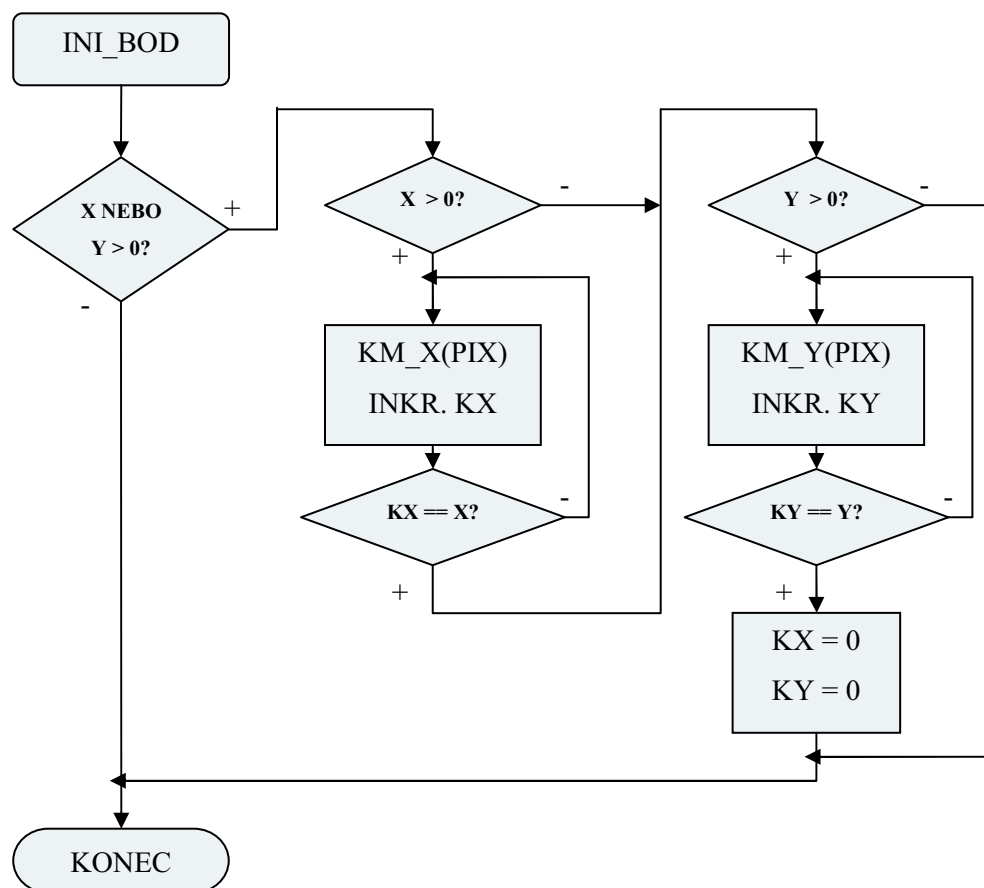 INI_BOD
X NEBO
Y > 0?
+
-
X > 0?
-
+
KM_X(PIX)
INKR. KX
KX == X?
-
+
Y > 0?
-
+
KM_Y(PIX)
INKR. KY
KY == Y?
-
+
KX = 0
KY = 0
KONEC